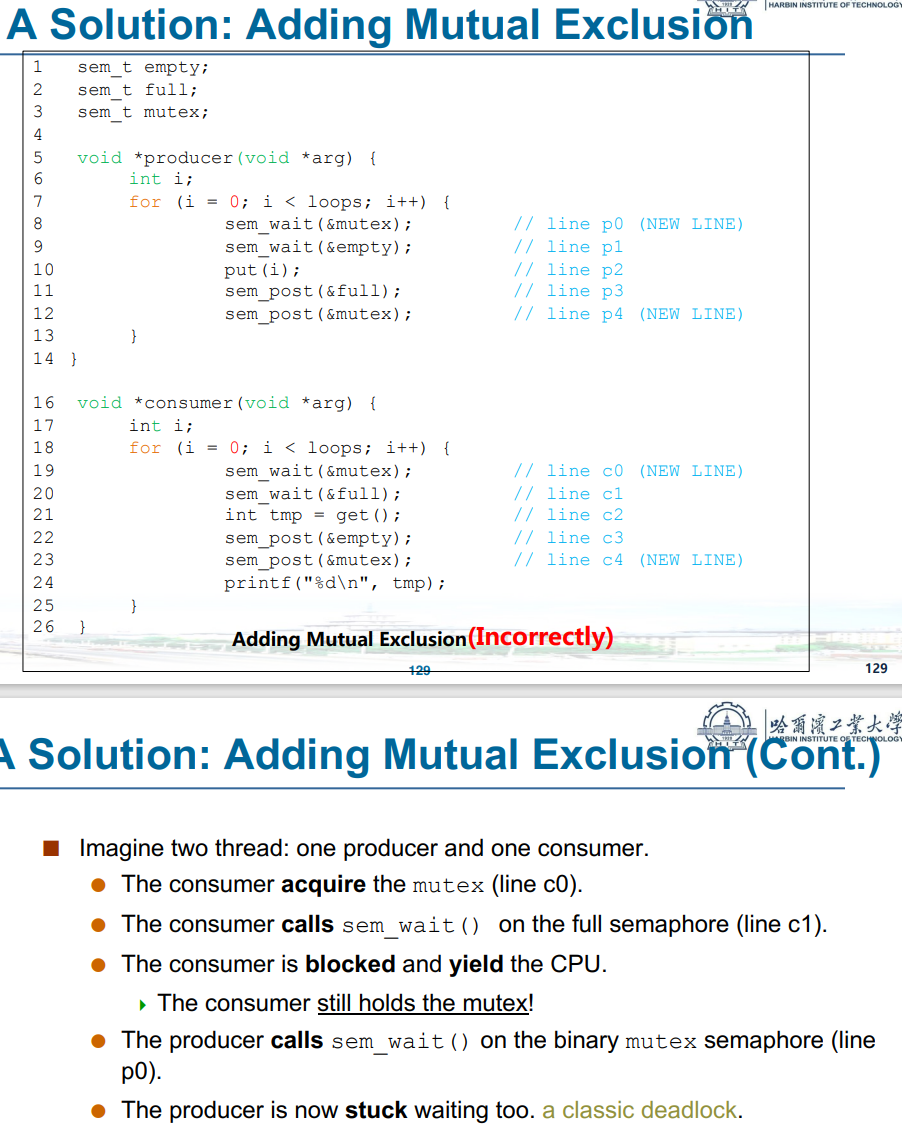 HARBIN INSTITUTE OF TECHNOLOGY
A Solution: Adding Mutual Exclusion
1 sem_t empty;
2 sem_t full;
3 sem_t mutex;
4
5 void *producer(void *arg) {
6 int i;
7 for (i = 0; i < loops; i++) {
8 sem_wait(&mutex); // line p0 (NEW LINE)
9 sem_wait(&empty); // line p1
10 put(i); // line p2
11 sem_post(&full); // line p3
12 sem_post(&mutex); // line p4 (NEW LINE)
13 }
14 }
16 void *consumer(void *arg) {
17 int i;
18 for (i = 0; i < loops; i++) {
19 sem_wait(&mutex); // line c0 (NEW LINE)
20 sem_wait(&full); // line c1
21 int tmp = get(); // line c2
22 sem_post(&empty); // line c3
23 sem_post(&mutex); // line c4 (NEW LINE)
24 printf("%d\n", tmp);
25 }
26 }
Adding Mutual Exclusion(Incorrectly)
129
129
哈爾濱工業大學
HARBIN INSTITUTE OF TECHNOLOGY
A Solution: Adding Mutual Exclusion (Cont.)
Imagine two thread: one producer and one consumer.
The consumer acquire the mutex (line c0).
The consumer calls sem_wait() on the full semaphore (line c1).
The consumer is blocked and yield the CPU.
The consumer still holds the mutex!
The producer calls sem_wait() on the binary mutex semaphore (line
p0).
The producer is now stuck waiting too. a classic deadlock.